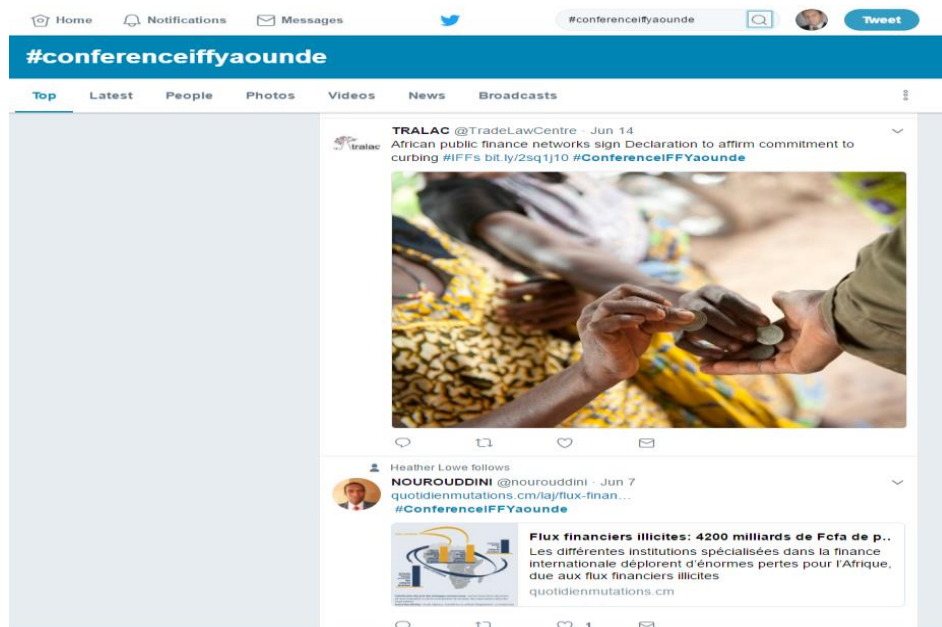 Home Notifications Messages #conferenceiffyaounde Tweet
#conferenceiffyaounde
Top Latest People Photos Videos News Broadcasts
tralac
TRALAC @TradeLawCentre · Jun 14
African public finance networks sign Declaration to affirm commitment to
curbing #IFFs bit.ly/2sq1j10 #ConferenceIFFYaounde
Heather Lowe follows
NOUROUDDINI @nourouddini · Jun 7
quotidienmutations.cm/laj/flux-finan...
#ConferenceIFFYaounde
Flux financiers illicites: 4200 milliards de Fcfa de p..
Les différentes institutions spécialisées dans la finance
internationale déplorent d'énormes pertes pour l'Afrique,
due aux flux financiers illicites
quotidienmutations.cm
1